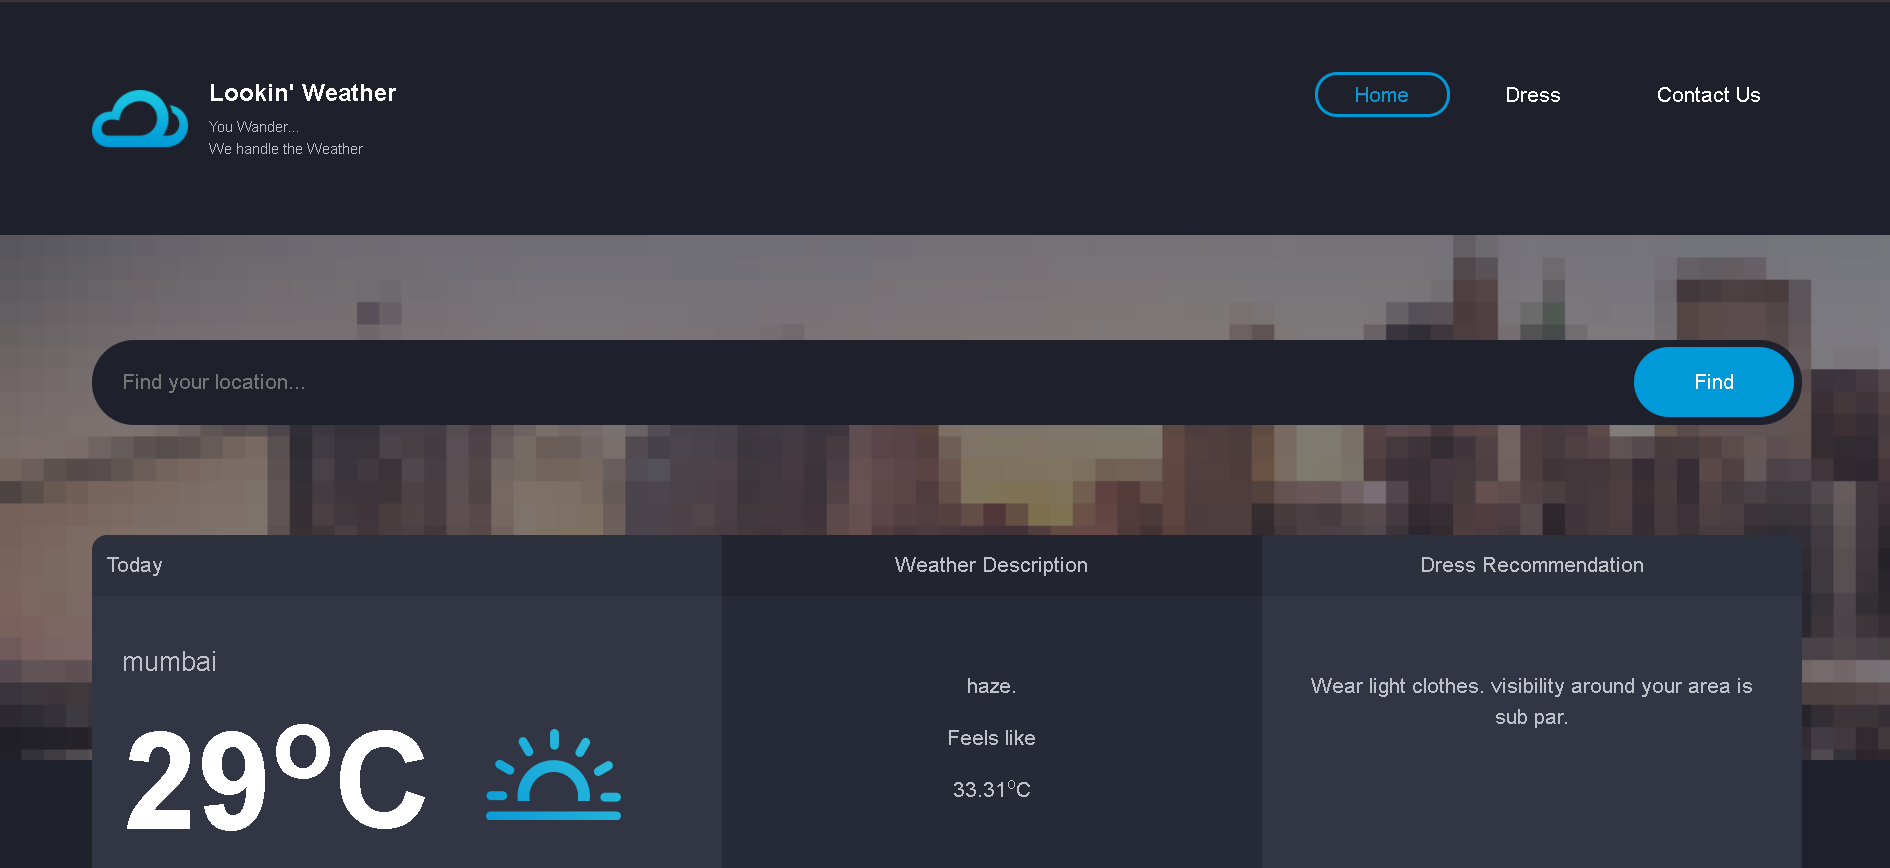 Lookin' Weather
You Wander...
We handle the Weather
Home
Dress
Contact Us
Find your location...
Find
Today
Weather Description
Dress Recommendation
mumbai
29°C
haze.
Feels like
33.31°C
Wear light clothes. visibility around your area is
sub par.